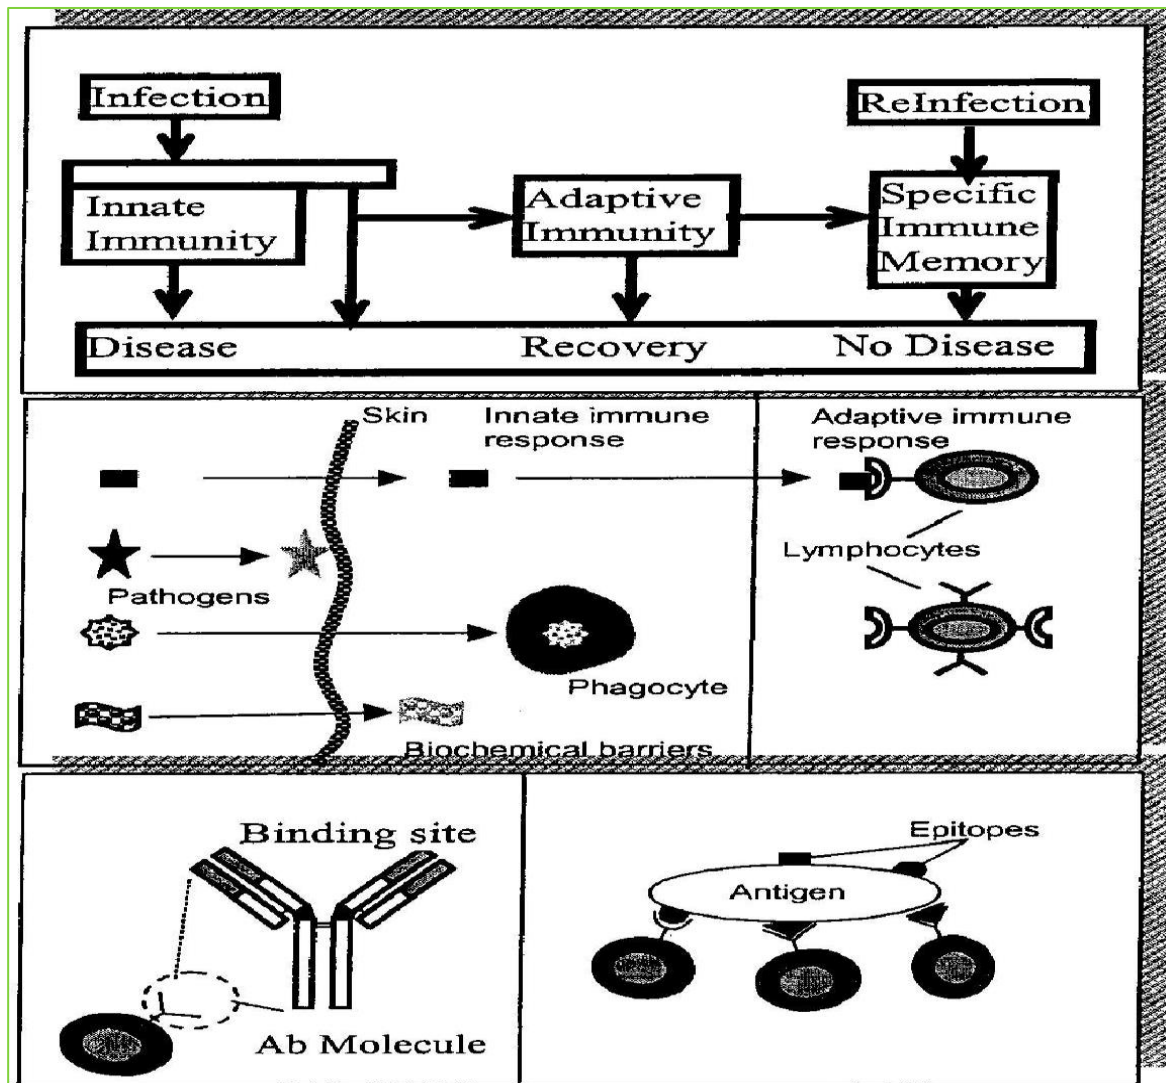 Infection
ReInfection
Innate
Immunity
Adaptive
Immunity
Specific
Immune
Memory
Disease
Recovery
No Disease
Skin
Innate immune
response
Adaptive immune
response
Lymphocytes
Pathogens
Phagocyte
Biochemical barriers
Binding site
Ab Molecule
Epitopes
Antigen